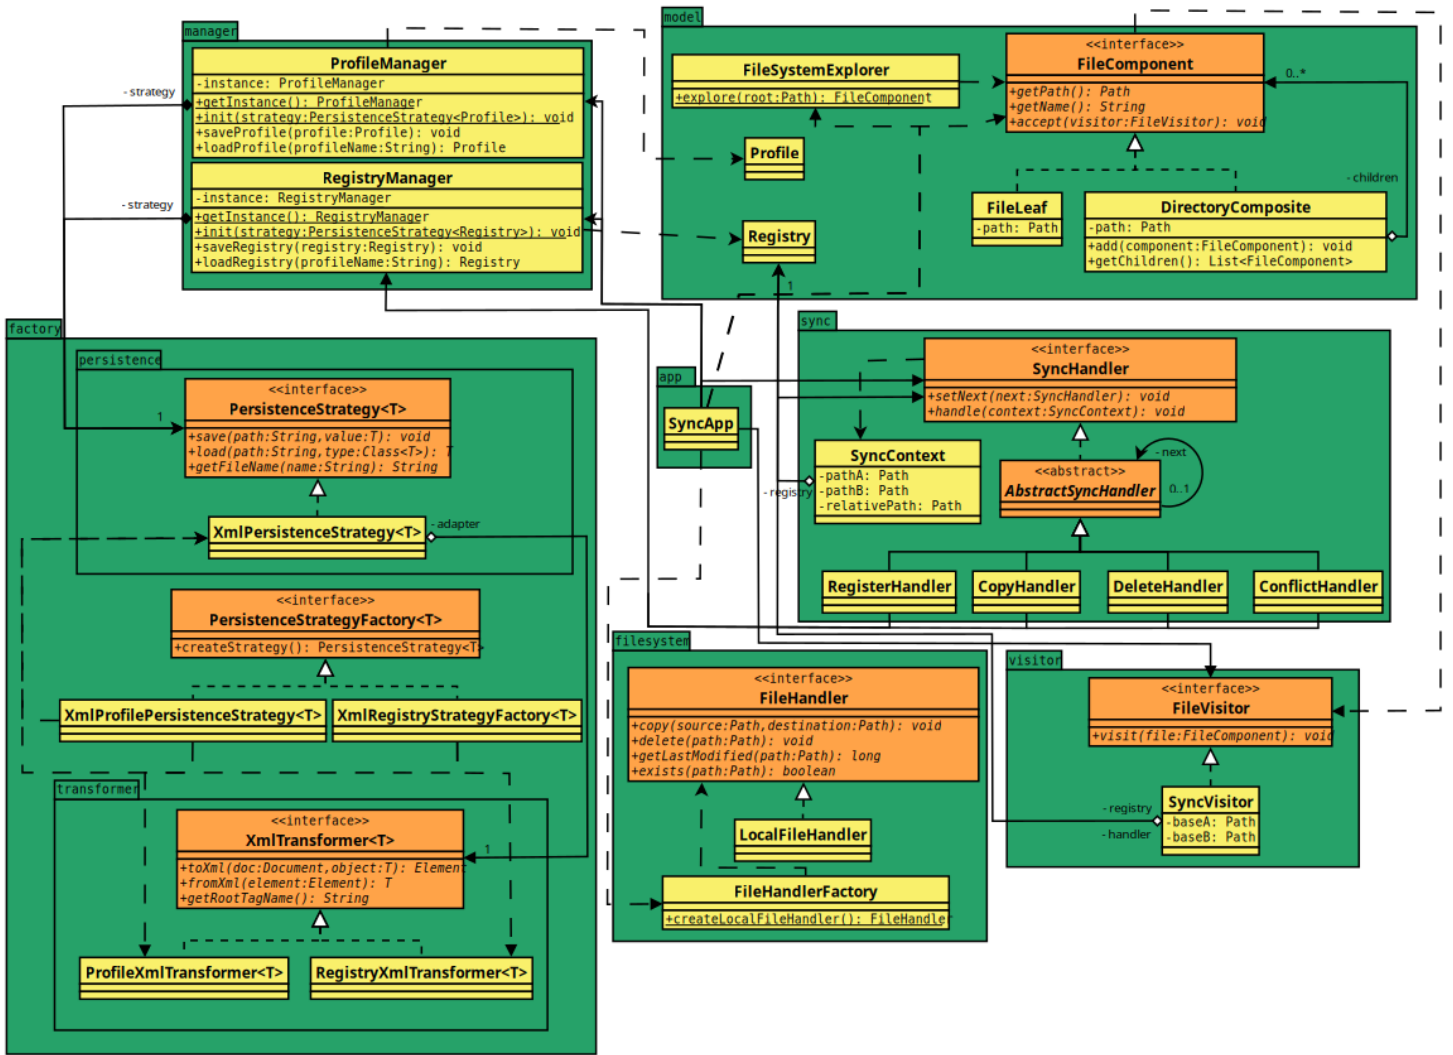 manager
ProfileManager
-instance: ProfileManager
+getInstance(): ProfileManager
+init(strategy:PersistenceStrategy<Profile>): void
+saveProfile(profile:Profile): void
+loadProfile(profileName:String): Profile
- strategy
RegistryManager
-instance: RegistryManager
+getInstance(): RegistryManager
+init(strategy:PersistenceStrategy<Registry>): void
+saveRegistry(registry:Registry): void
+loadRegistry(profileName:String): Registry
- strategy
model
FileSystemExplorer
+explore(root:Path): FileComponent
<<interface>>
FileComponent
+getPath(): Path
+getName(): String
+accept(visitor:FileVisitor): void
0..*
- children
Profile
Registry
1
FileLeaf
-path: Path
DirectoryComposite
-path: Path
+add(component:FileComponent): void
+getChildren(): List<FileComponent>
factory
persistence
<<interface>>
PersistenceStrategy<T>
+save(path:String,value:T): void
+load(path:String,type:Class<T>): T
+getFileName(name:String): String
1
XmlPersistenceStrategy<T>
- adapter
<<interface>>
PersistenceStrategyFactory<T>
+createStrategy(): PersistenceStrategy<T>
XmlProfilePersistenceStrategy<T>
XmlRegistryStrategyFactory<T>
transformer
<<interface>>
XmlTransformer<T>
+toXml(doc:Document,object:T): Element
+fromXml(element:Element): T
+getRootTagName(): String
1
ProfileXmlTransformer<T>
RegistryXmlTransformer<T>
app
SyncApp
sync
<<interface>>
SyncHandler
+setNext(next:SyncHandler): void
+handle(context:SyncContext): void
SyncContext
-pathA: Path
-pathB: Path
-relativePath: Path
- registry
<<abstract>>
AbstractSyncHandler
- next
0..1
RegisterHandler
CopyHandler
DeleteHandler
ConflictHandler
filesystem
<<interface>>
FileHandler
+copy(source:Path,destination:Path): void
+delete(path:Path): void
+getLastModified(path:Path): long
+exists(path:Path): boolean
LocalFileHandler
FileHandlerFactory
+createLocalFileHandler(): FileHandler
visitor
<<interface>>
FileVisitor
+visit(file:FileComponent): void
SyncVisitor
-baseA: Path
-baseB: Path
- registry
- handler